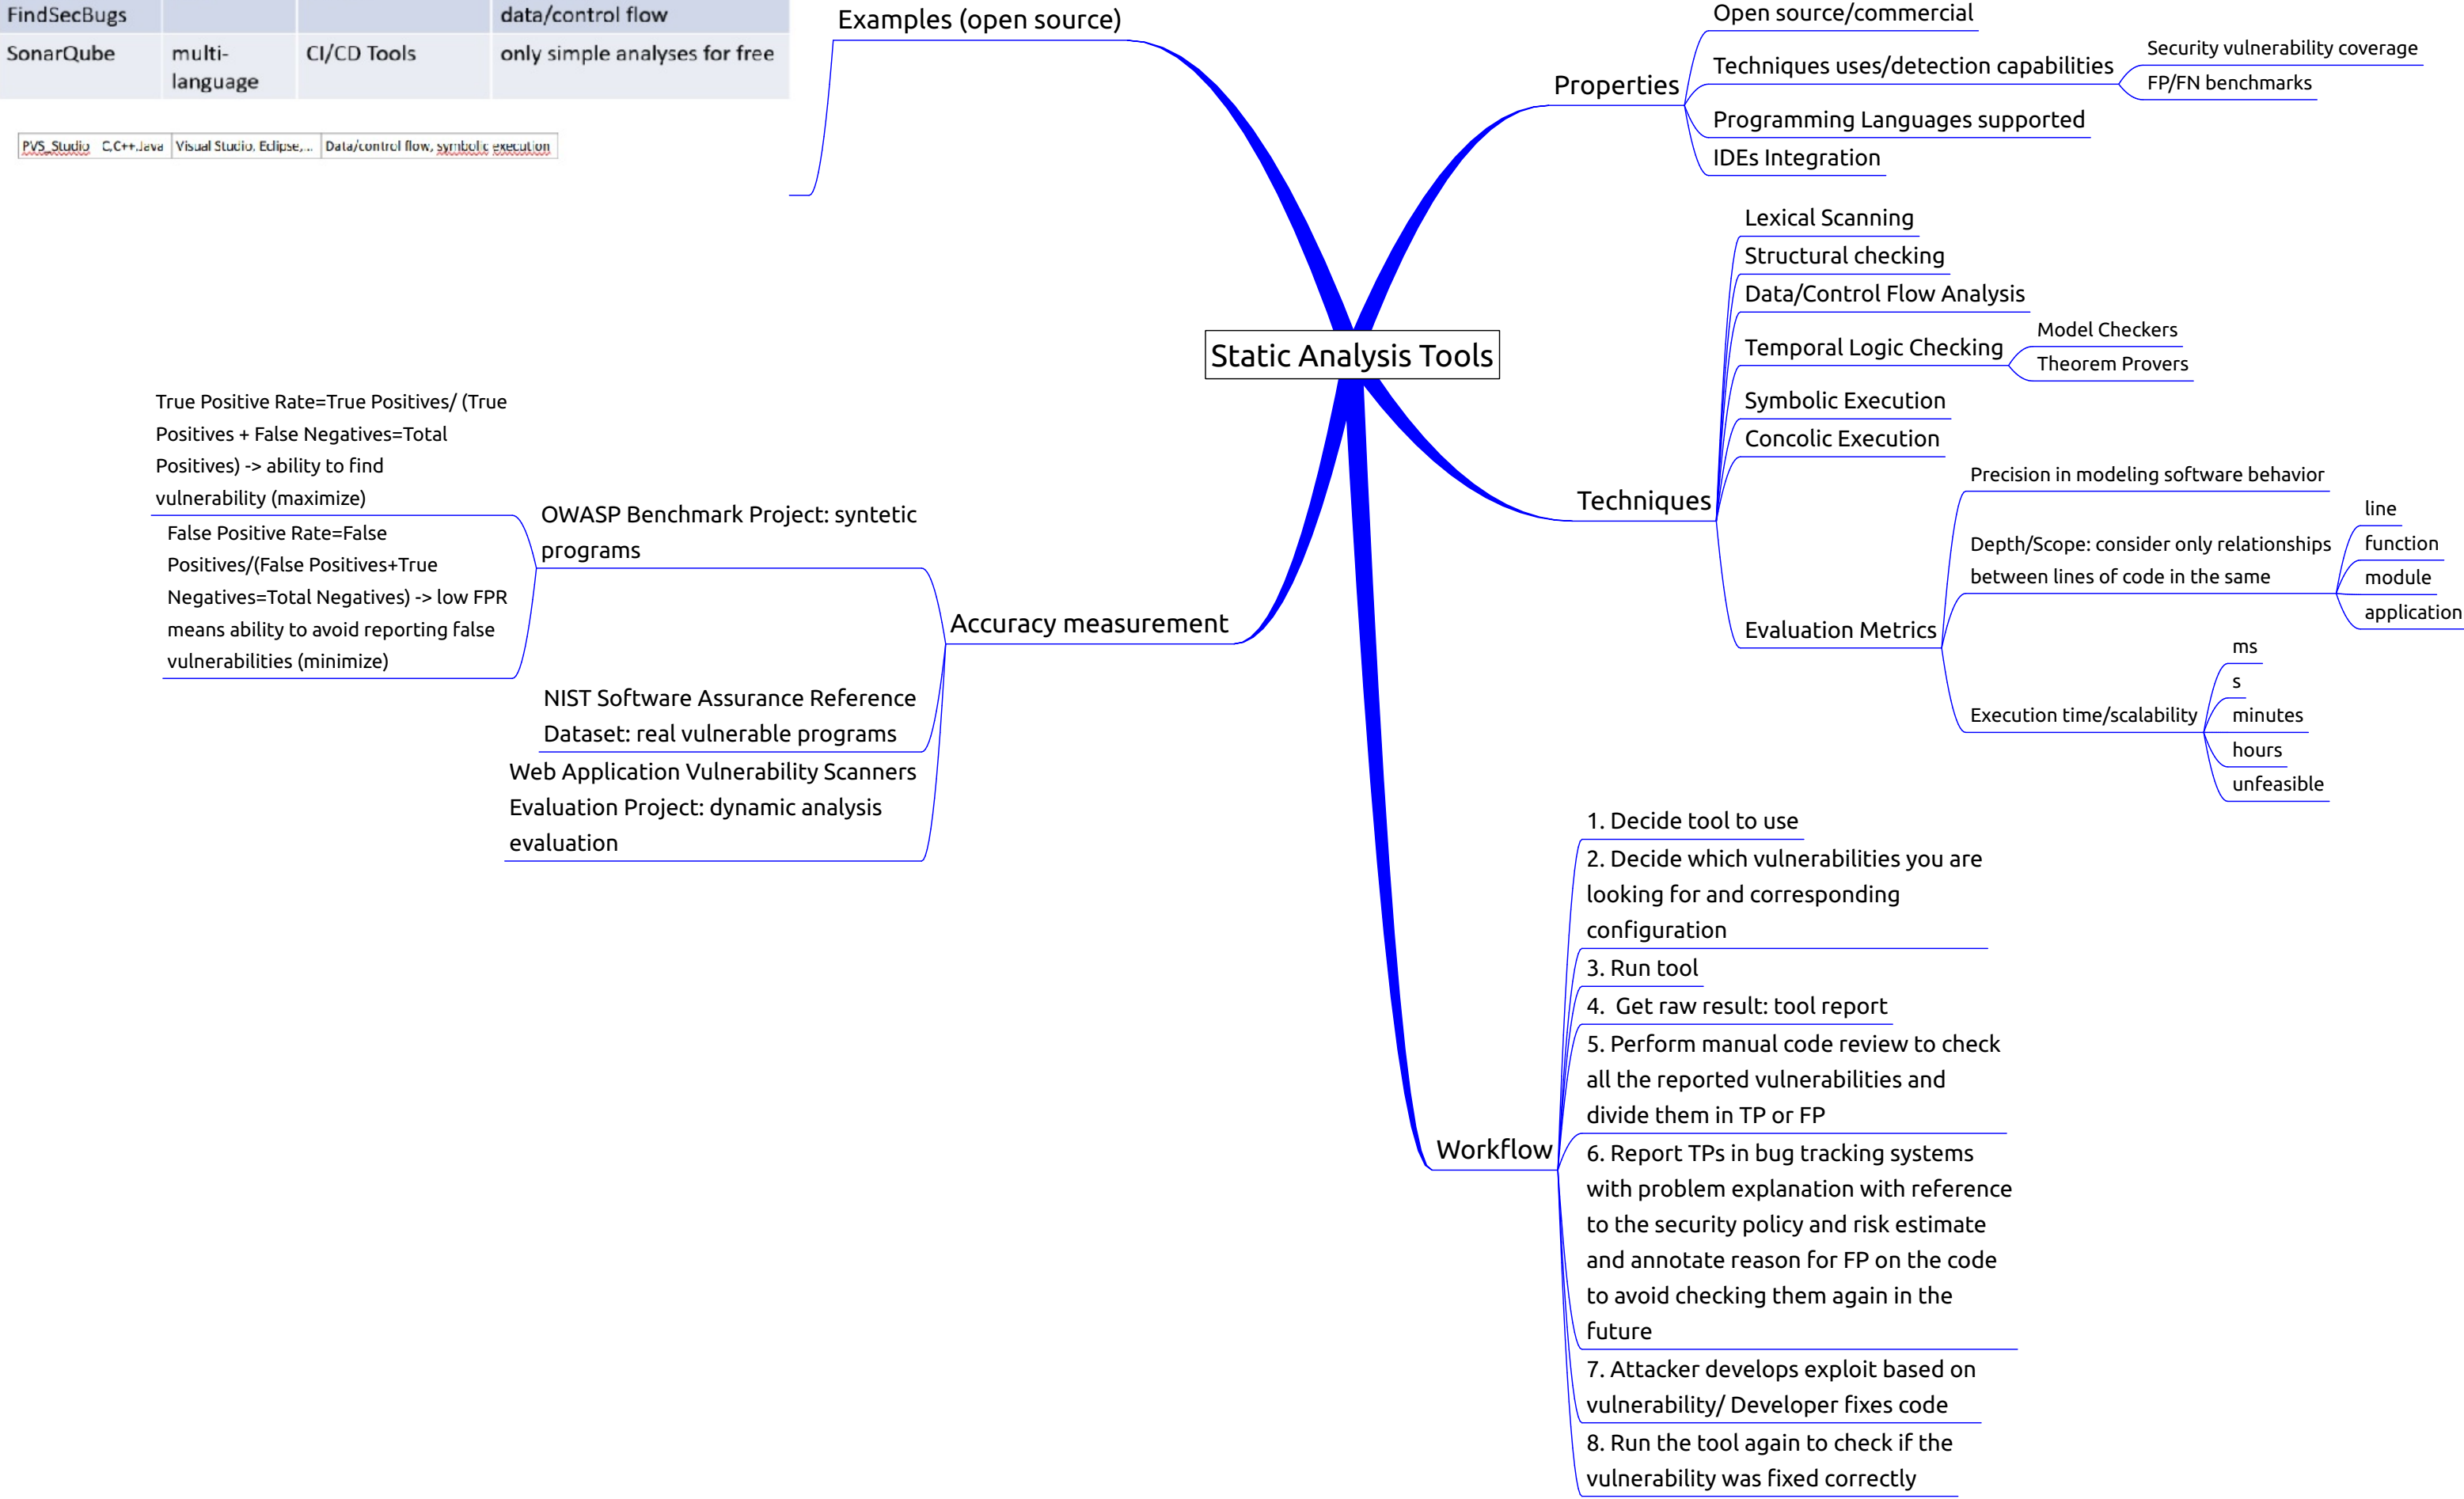 FindSecBugs data/control flow
SonarQube multi- CI/CD Tools only simple analyses for free
language
PVS_Studio C,C++.Java Visual Studio, Eclipse,... Data/control flow, symbolic execution
Examples (open source)
Static Analysis Tools
Properties
Open source/commercial
Techniques uses/detection capabilities
Security vulnerability coverage
FP/FN benchmarks
Programming Languages supported
IDEs Integration
Techniques
Lexical Scanning
Structural checking
Data/Control Flow Analysis
Temporal Logic Checking
Model Checkers
Theorem Provers
Symbolic Execution
Concolic Execution
Evaluation Metrics
Precision in modeling software behavior
Depth/Scope: consider only relationships
between lines of code in the same
line
function
module
application
Execution time/scalability
ms
s
minutes
hours
unfeasible
Accuracy measurement
OWASP Benchmark Project: syntetic
programs
True Positive Rate=True Positives/ (True
Positives + False Negatives=Total
Positives) -> ability to find
vulnerability (maximize)
False Positive Rate=False
Positives/(False Positives+True
Negatives=Total Negatives) -> low FPR
means ability to avoid reporting false
vulnerabilities (minimize)
NIST Software Assurance Reference
Dataset: real vulnerable programs
Web Application Vulnerability Scanners
Evaluation Project: dynamic analysis
evaluation
Workflow
1. Decide tool to use
2. Decide which vulnerabilities you are
looking for and corresponding
configuration
3. Run tool
4. Get raw result: tool report
5. Perform manual code review to check
all the reported vulnerabilities and
divide them in TP or FP
6. Report TPs in bug tracking systems
with problem explanation with reference
to the security policy and risk estimate
and annotate reason for FP on the code
to avoid checking them again in the
future
7. Attacker develops exploit based on
vulnerability/ Developer fixes code
8. Run the tool again to check if the
vulnerability was fixed correctly